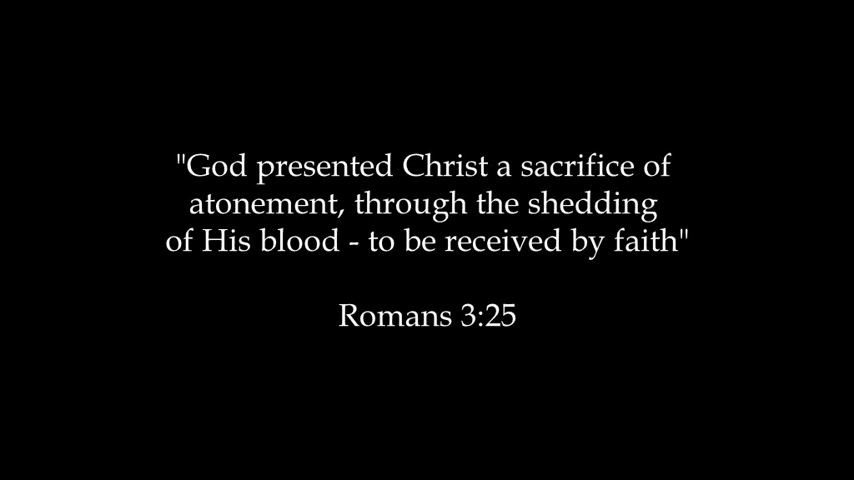 "God presented Christ a sacrifice of
atonement, through the shedding
of His blood - to be received by faith"
Romans 3:25